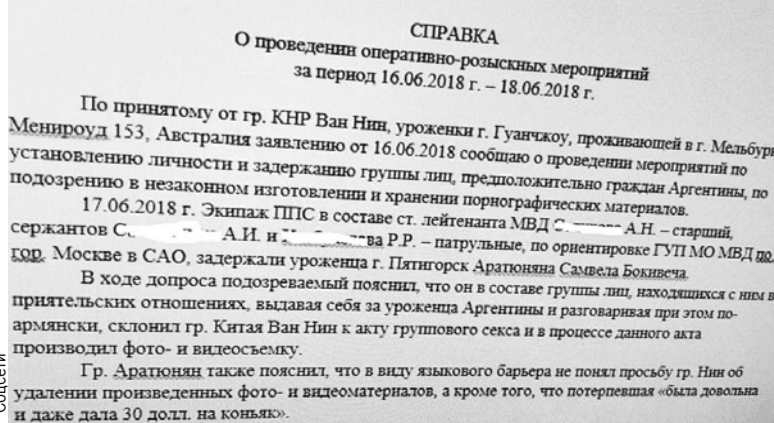 СПРАВКА
О проведении оперативно-розыскных мероприятий
за период 16.06.2018 г. – 18.06.2018 г.
По принятому от гр. КНР Ван Нин, уроженки г. Гуанчжоу, проживающей в г. Мельбурн
Менироуд 153, Австралия заявлению от 16.06.2018 сообщаю о проведении мероприятий по
установлению личности и задержанию группы лиц, предположительно граждан Аргентины, по
подозрению в незаконном изготовлении и хранении порнографических материалов.
17.06.2018 г. Экипаж ППС в составе ст. лейтенанта МВД А.Н. – старший,
сержантов А.И. и Р.Р. – патрульные, по ориентировке ГУП МО МВД по
гор. Москве в САО, задержали уроженца г. Пятигорск Аратюняна Самвела Бокивеча.
В ходе допроса подозреваемый пояснил, что он в составе группы лиц, находящихся с ним в
приятельских отношениях, выдавая себя за уроженца Аргентины и разговаривая при этом по-
армянски, склонил гр. Китая Ван Нин к акту группового секса и в процессе данного акта
производил фото- и видеосъемку.
Гр. Аратюнян также пояснил, что в виду языкового барьера не понял просьбу гр. Нин об
удалении произведенных фото- и видеоматериалов, а кроме того, что потерпевшая «была довольна
и даже дала 30 долл. на коньяк».
Соцсети